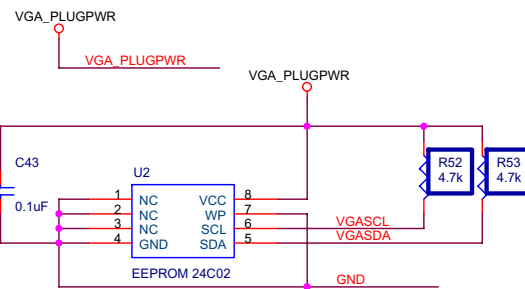 VGA_PLUGPWR
VGA_PLUGPWR
VGA_PLUGPWR
C43
0.1uF
U2
R52
4.7k
R53
4.7k
1 NC VCC 8
2 NC WP 7
3 NC SCL 6 VGASCL
4 GND SDA 5 VGASDA
EEPROM 24C02
GND